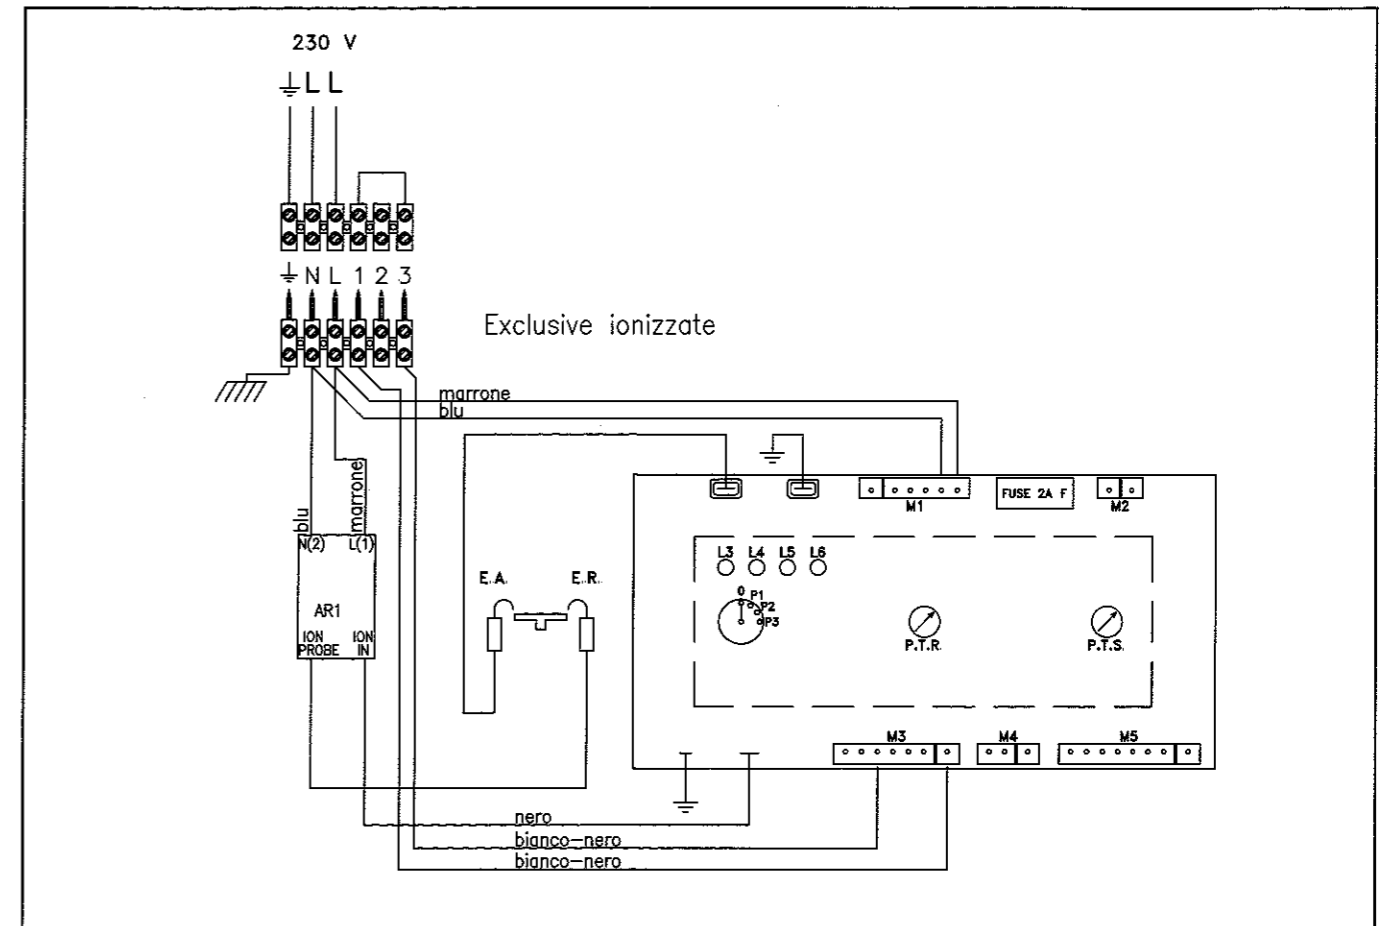 230 V
L L
N L 1 2 3
Exclusive ionizzate
marrone
blu
blu
marrone
N(2) L(1)
AR1
ION PROBE
ION IN
E.A. E.R.
M1
FUSE 2A F
M2
L3 L4 L5 L6
0 P1 P2 P3
P.T.R.
P.T.S.
M3 M4 M5
nero
bianco-nero
bianco-nero